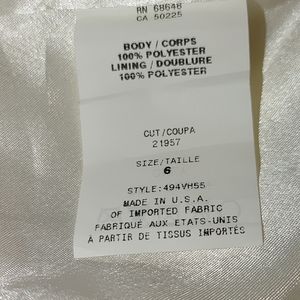 RN 68648
CA 50225
BODY / CORPS
100% POLYESTER
LINING / DOUBLURE
100% POLYESTER
CUT/COUPA
21957
SIZE/TAILLE
6
STYLE:494VH55
MADE IN U.S.A.
OF IMPORTED FABRIC
FABRIQUÉ AUX ETATS-UNIS
À PARTIR DE TISSUS IMPORTÉS